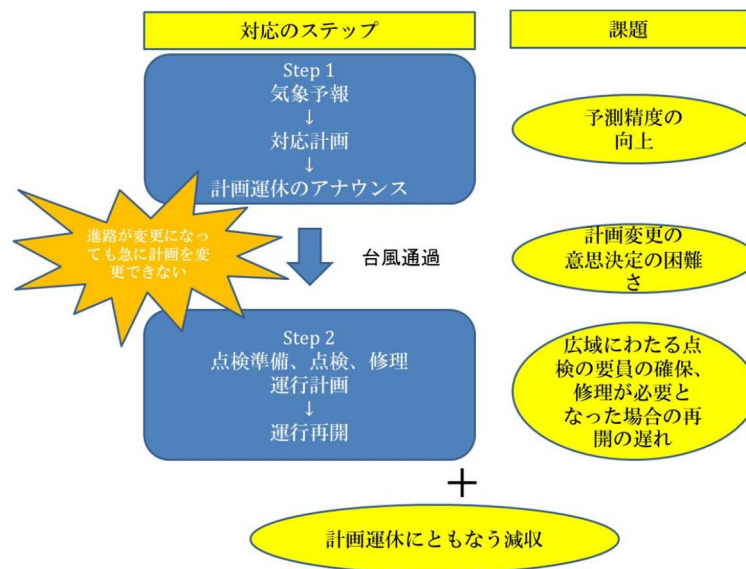 対応のステップ
課題
Step 1
気象予報
↓
対応計画
↓
計画運休のアナウンス
予測精度の
向上
進路が変更になっ
ても急に計画を変
更できない
台風通過
計画変更の
意思決定の困難
さ
Step 2
点検準備、点検、修理
運行計画
↓
運行再開
広域にわたる点
検の要員の確保、
修理が必要と
なった場合の再
開の遅れ
+
計画運休にともなう減収